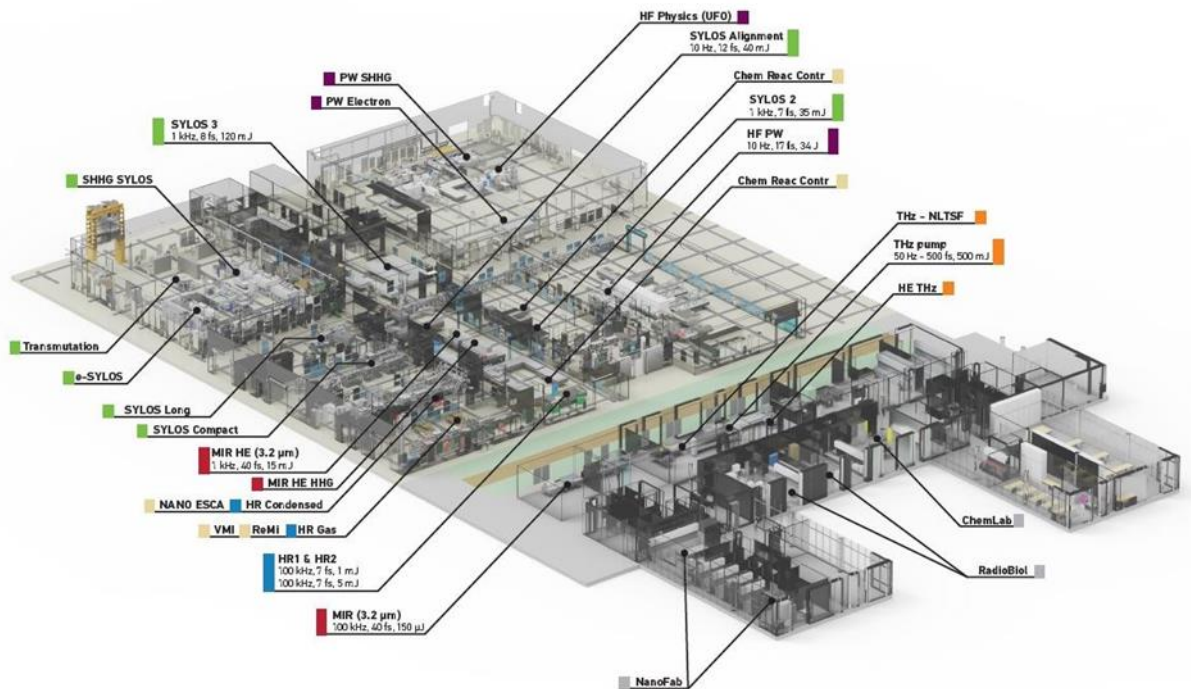 HF Physics (UFO)
SYLOS Alignment
10 Hz, 12 fs, 40 mJ
PW SHHG
Chem Reac Contr
PW Electron
SYLOS 2
1 kHz, 7 fs, 35 mJ
SYLOS 3
1 kHz, 8 fs, 120 mJ
HF PW
10 Hz, 17 fs, 34 J
SHHG SYLOS
Chem Reac Contr
THz - NLTSF
THz pump
50 Hz - 500 fs, 500 mJ
HE THz
Transmutation
e-SYLOS
SYLOS Long
SYLOS Compact
MIR HE (3.2 µm)
1 kHz, 40 fs, 15 mJ
MIR HE HHG
NANO ESCA HR Condensed
VMI ReMi HR Gas
ChemLab
HR1 & HR2
100 kHz, 7 fs, 1 mJ
100 kHz, 7 fs, 5 mJ
RadioBiol
MIR (3.2 µm)
100 kHz, 40 fs, 150 µJ
NanoFab